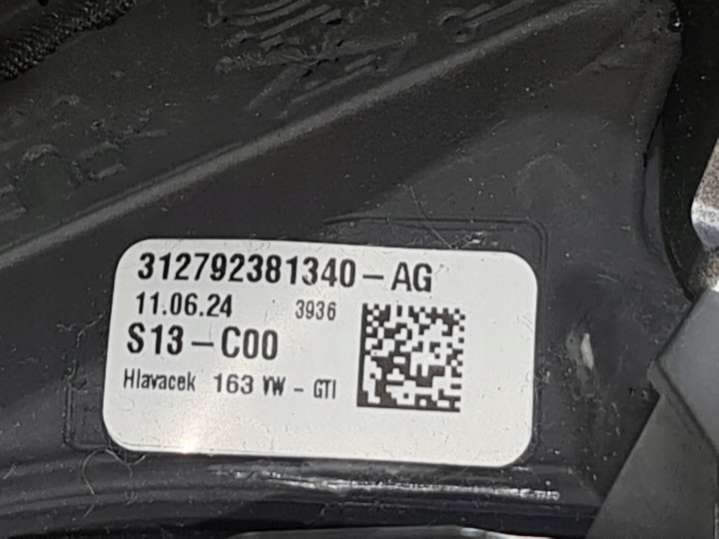 312792381340-AG
11.06.24 3936
S13-C00
Hlavacek 163 VW - GTI